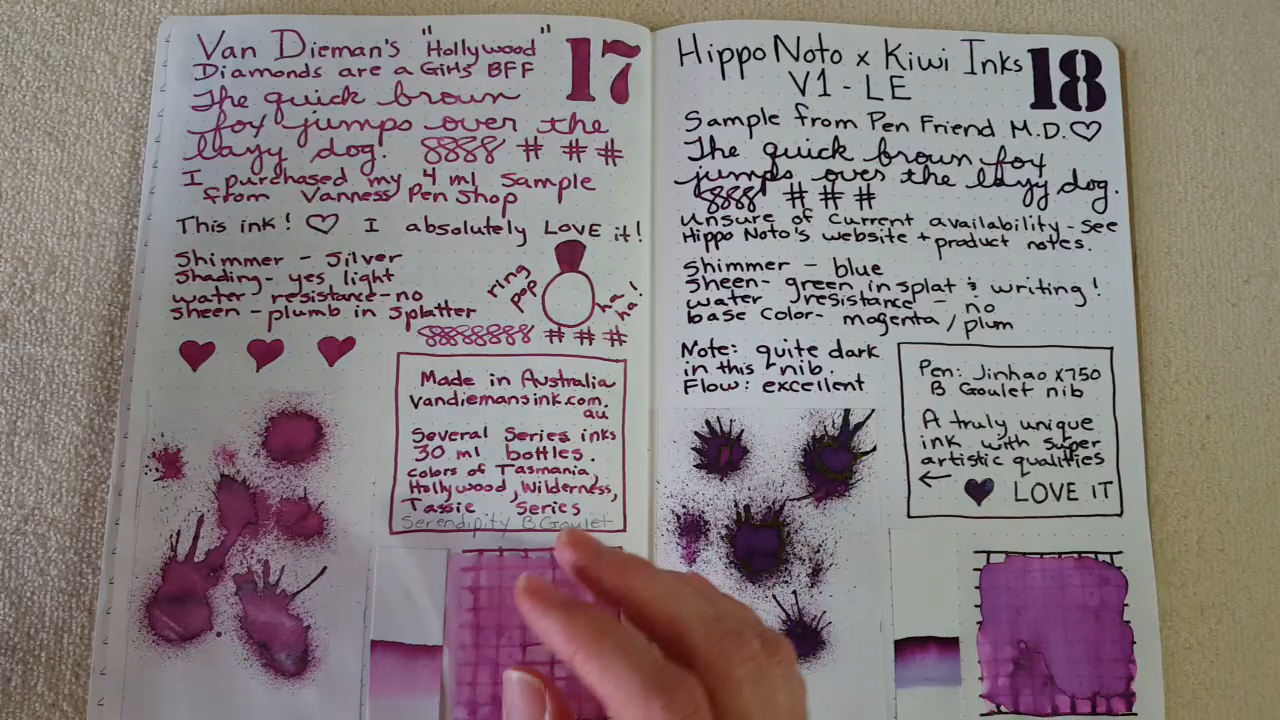 Van Dieman's "Hollywood"
Diamonds are a Girls BFF
17
The quick brown
fox jumps over the
lazy dog. 8888 # # #
I purchased my 4 ml sample
from Vanness Pen Shop
This ink! ♡ I absolutely LOVE it!
Shimmer - Silver
Shading- yes light
water resistance-no
sheen -plumb in splatter
ring
pop
ha
ha!
88888888 # # #
Made in Australia
vandiemansink.com.
au
Several Series inks
30 ml bottles.
colors of Tasmania,
Hollywood, Wilderness,
Tassie Series
Serendipity B Goulet
Hippo Noto x Kiwi Inks
V1 - LE
18
Sample from Pen Friend M.D.♡
The quick brown fox
jumps over the lazy dog.
888 # # #
unsure of current availability - see
Hippo Noto's website + product notes.
shimmer - blue
sheen- green in splat & writing!
water resistance - no
base color- magenta/plum
Note: quite dark
in this nib.
Flow: excellent
Pen: Jinhao x750
B Goulet nib
A truly unique
ink with super
artistic qualities
← ♥ LOVE IT